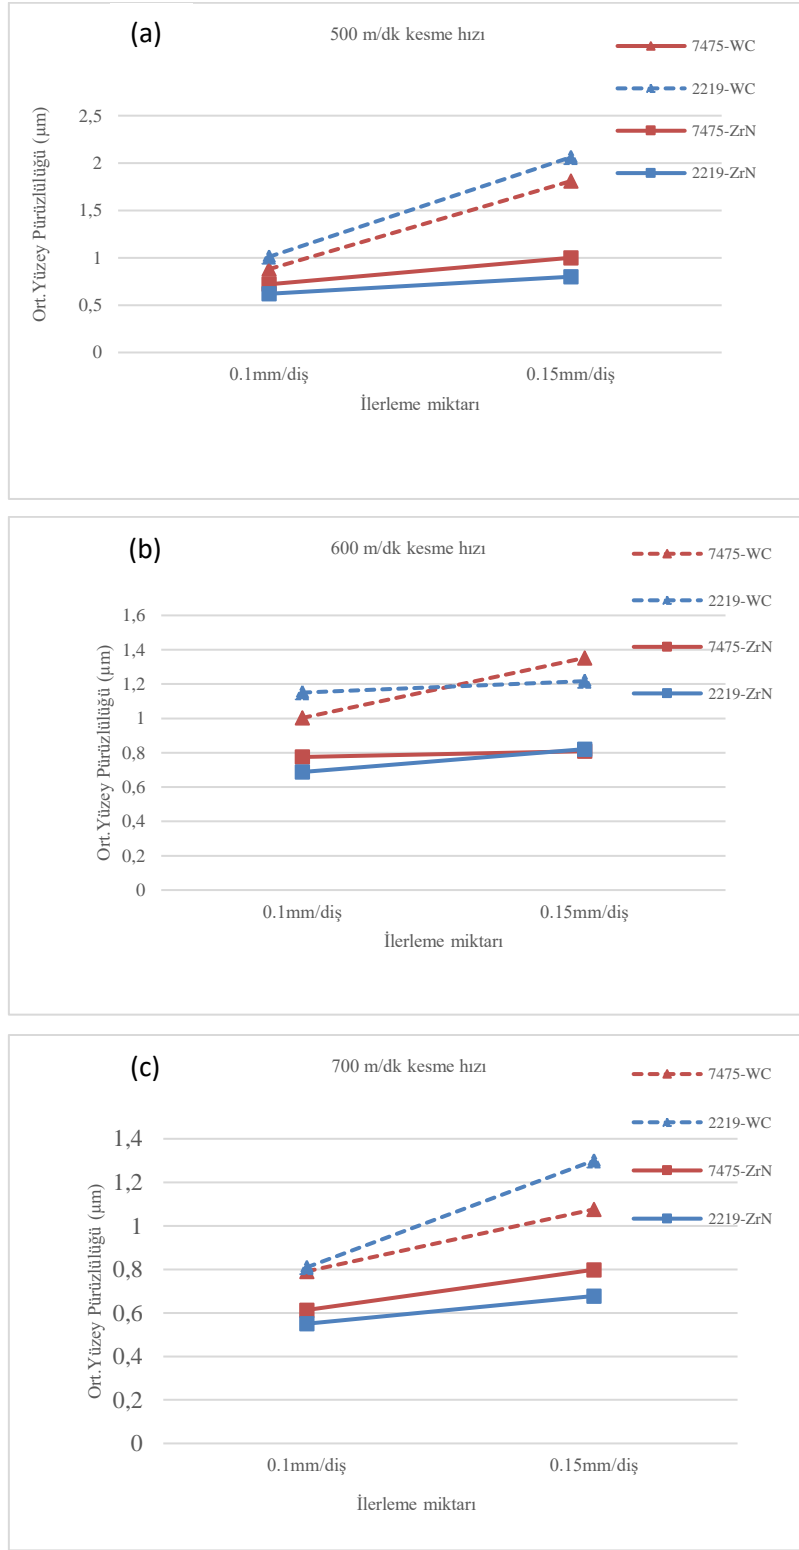 (a)
500 m/dk kesme hızı
7475-WC
2219-WC
7475-ZrN
2219-ZrN
Ort.Yüzey Pürüzlülüğü (µm)
2,5
2
1,5
1
0,5
0
0.1mm/diş
0.15mm/diş
İlerleme miktarı
(b)
600 m/dk kesme hızı
7475-WC
2219-WC
7475-ZrN
2219-ZrN
Ort.Yüzey Pürüzlülüğü (µm)
1,6
1,4
1,2
1
0,8
0,6
0,4
0,2
0
0.1mm/diş
0.15mm/diş
İlerleme miktarı
(c)
700 m/dk kesme hızı
7475-WC
2219-WC
7475-ZrN
2219-ZrN
Ort.Yüzey Pürüzlülüğü (µm)
1,4
1,2
1
0,8
0,6
0,4
0,2
0
0.1mm/diş
0.15mm/diş
İlerleme miktarı